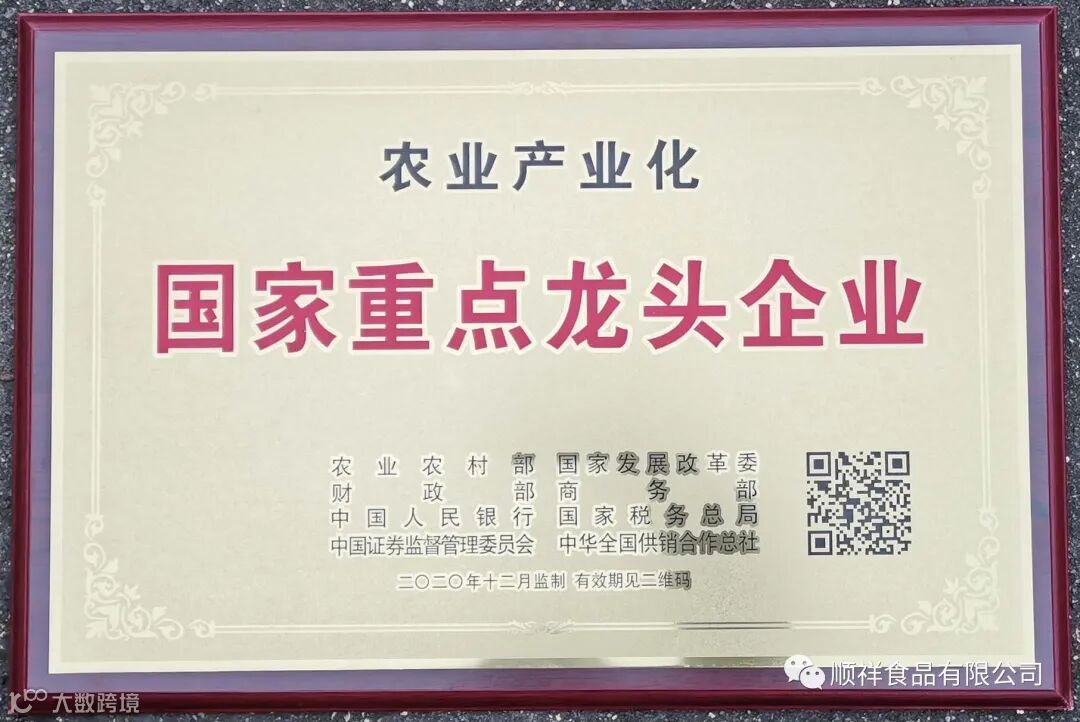 农业产业化
国家重点龙头企业
农业农村部 国家发展改革委
财政部 商务部
中国人民银行 国家税务总局
中国证券监督管理委员会 中华全国供销合作总社
二〇二〇年十二月监制 有效期见二维码
顺祥食品有限公司
大数跨境